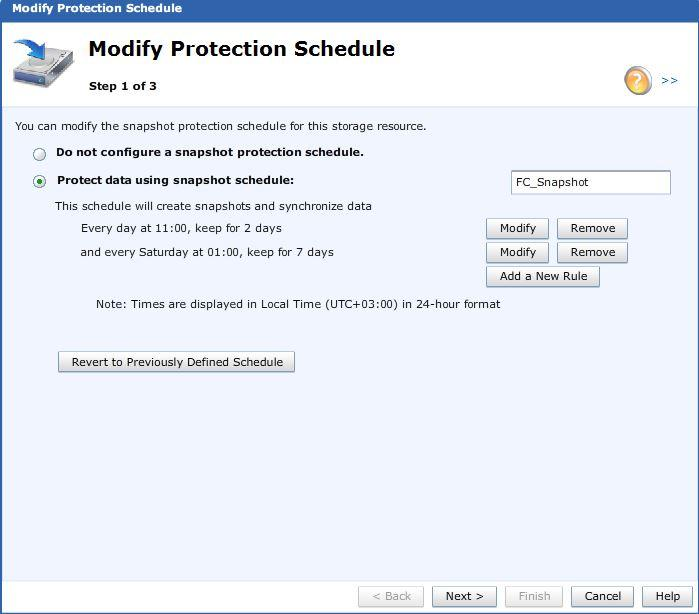 Modify Protection Schedule
Modify Protection Schedule
Step 1 of 3
? >>
You can modify the snapshot protection schedule for this storage resource.
Do not configure a snapshot protection schedule.
Protect data using snapshot schedule: FC_Snapshot
This schedule will create snapshots and synchronize data
Every day at 11:00, keep for 2 days Modify Remove
and every Saturday at 01:00, keep for 7 days Modify Remove
Add a New Rule
Note: Times are displayed in Local Time (UTC+03:00) in 24-hour format
Revert to Previously Defined Schedule
< Back Next > Finish Cancel Help